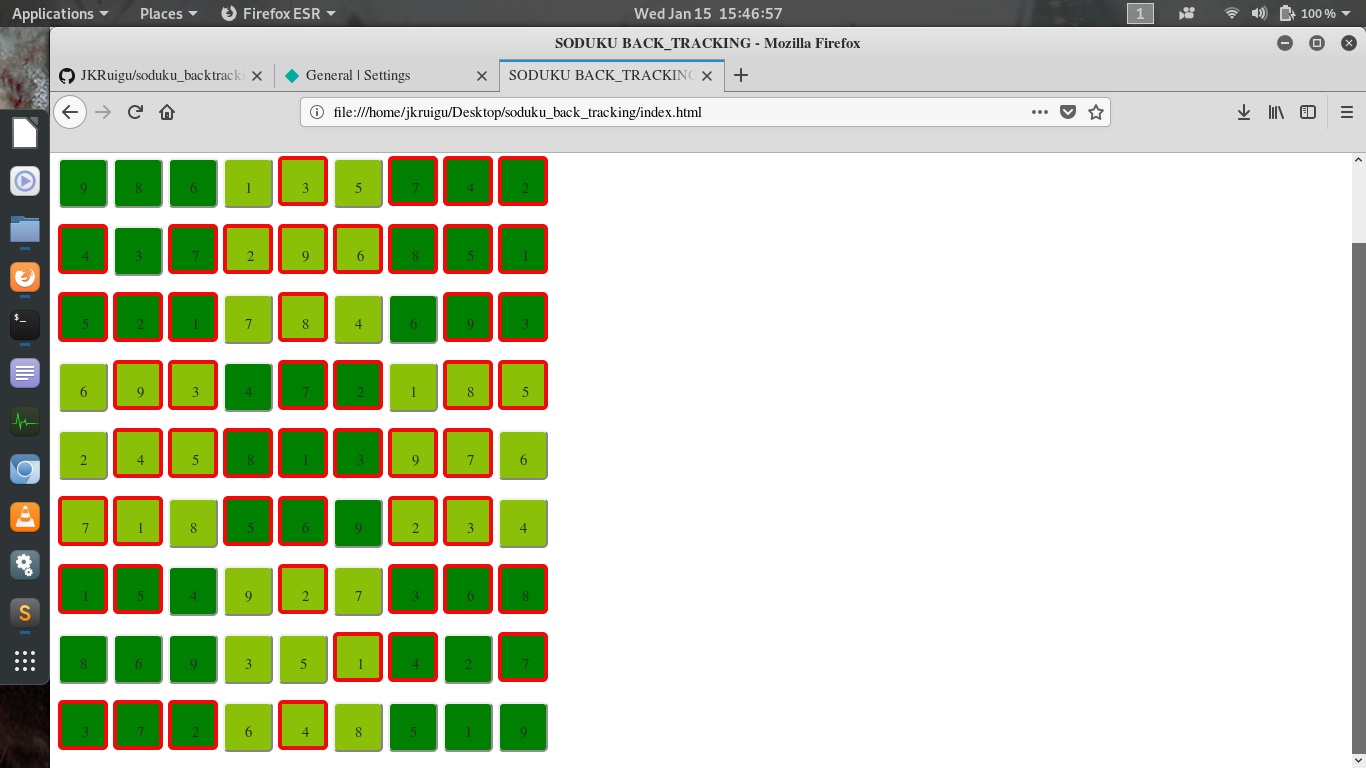 Applications Places Firefox ESR Wed Jan 15 15:46:57 1 100 %
SODUKU BACK_TRACKING - Mozilla Firefox
JKRuigu/soduku_backtracki General | Settings SODUKU BACK_TRACKING
file:///home/jkruigu/Desktop/soduku_back_tracking/index.html
9 8 6 1 3 5 7 4 2
4 3 7 2 9 6 8 5 1
5 2 1 7 8 4 6 9 3
6 9 3 4 7 2 1 8 5
2 4 5 8 1 3 9 7 6
7 1 8 5 6 9 2 3 4
1 5 4 9 2 7 3 6 8
8 6 9 3 5 1 4 2 7
3 7 2 6 4 8 5 1 9